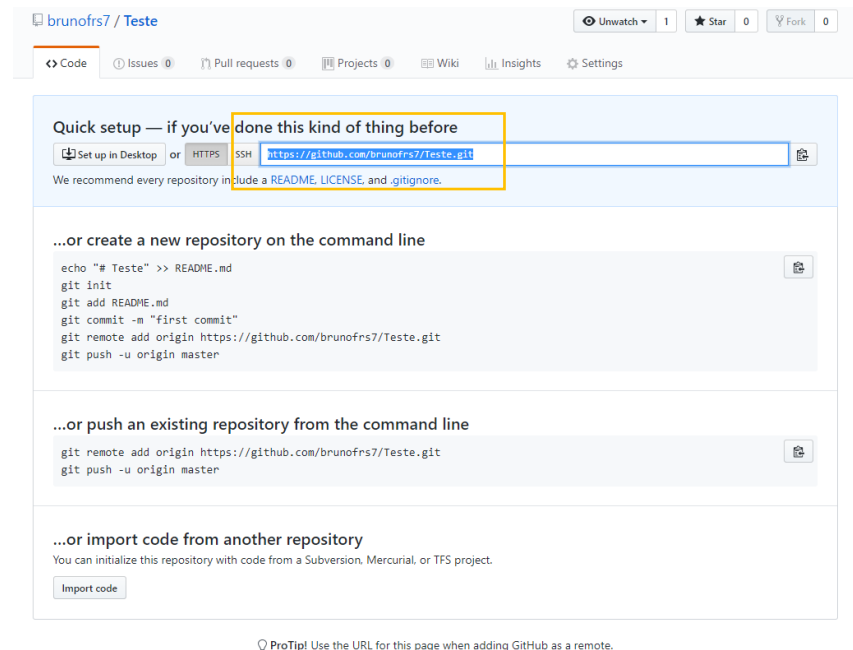 brunofrs7 / Teste
Unwatch 1 Star 0 Fork 0
<> Code Issues 0 Pull requests 0 Projects 0 Wiki Insights Settings
Quick setup — if you've done this kind of thing before
Set up in Desktop or HTTPS SSH https://github.com/brunofrs7/Teste.git
We recommend every repository include a README, LICENSE, and .gitignore.
...or create a new repository on the command line
echo "# Teste" >> README.md
git init
git add README.md
git commit -m "first commit"
git remote add origin https://github.com/brunofrs7/Teste.git
git push -u origin master
...or push an existing repository from the command line
git remote add origin https://github.com/brunofrs7/Teste.git
git push -u origin master
...or import code from another repository
You can initialize this repository with code from a Subversion, Mercurial, or TFS project.
Import code
ProTip! Use the URL for this page when adding GitHub as a remote.